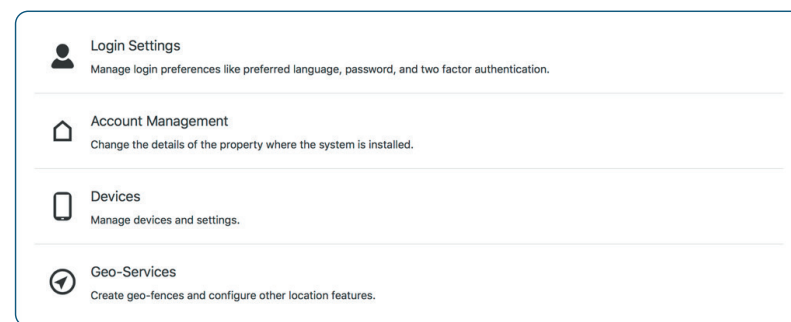 Login Settings
Manage login preferences like preferred language, password, and two factor authentication.
Account Management
Change the details of the property where the system is installed.
Devices
Manage devices and settings.
Geo-Services
Create geo-fences and configure other location features.